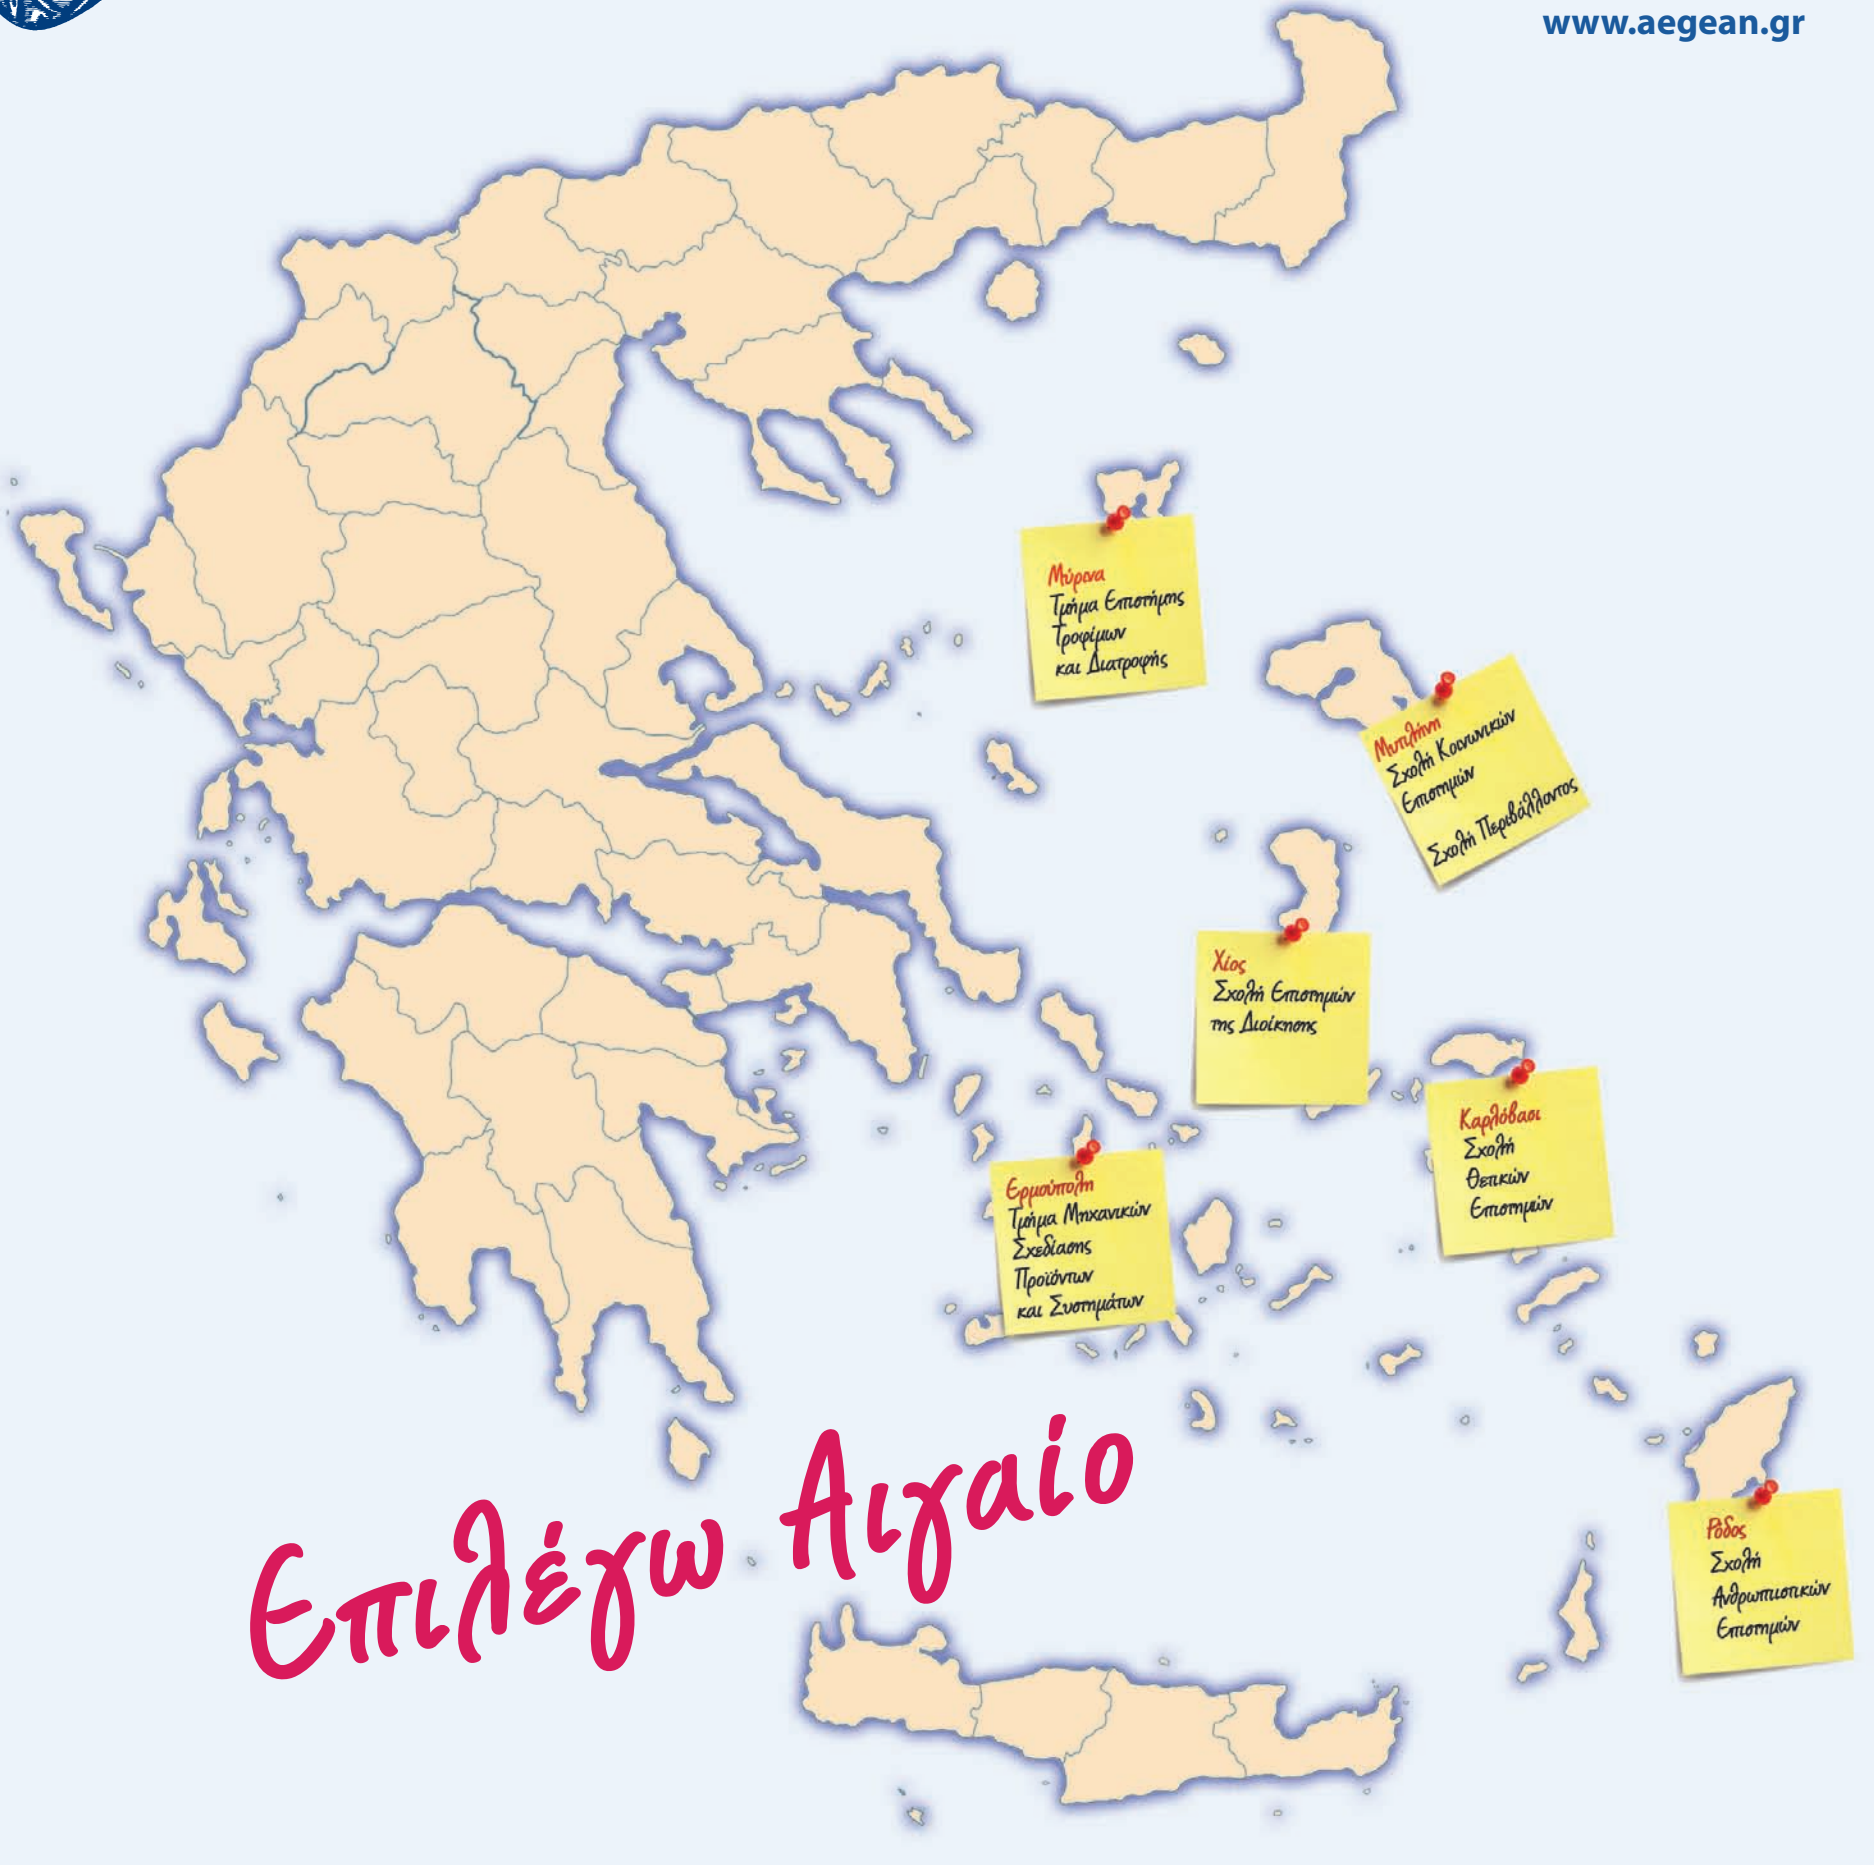 www.aegean.gr
Μύρινα
Τμήμα Επιστήμης
Τροφίμων
και Διατροφής
Μυτιλήνη
Σχολή Κοινωνικών
Επιστημών
Σχολή Περιβάλλοντος
Χίος
Σχολή Επιστημών
της Διοίκησης
Καρλόβασι
Σχολή
Θετικών
Επιστημών
Ερμούπολη
Τμήμα Μηχανικών
Σχεδίασης
Προϊόντων
και Συστημάτων
Ρόδος
Σχολή
Ανθρωπιστικών
Επιστημών
Επιλέγω Αιγαίο